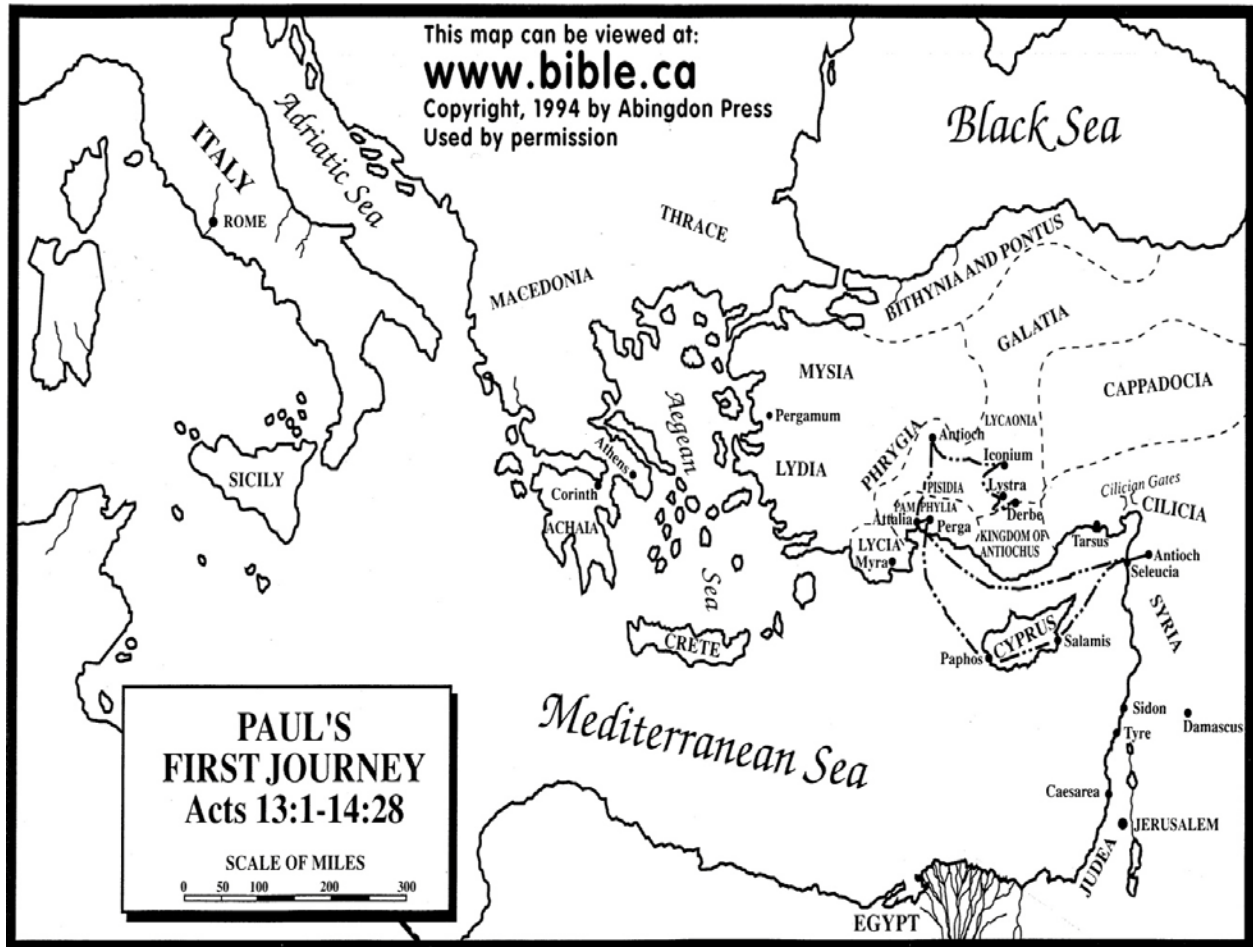 This map can be viewed at:
www.bible.ca
Copyright, 1994 by Abingdon Press
Used by permission
Adriatic Sea
ITALY
ROME
Black Sea
THRACE
MACEDONIA
BITHYNIA AND PONTUS
GALATIA
MYSIA
CAPPADOCIA
Pergamum
LYCAONIA
PHRYGIA
Antioch
Aegean
Sea
Athens
Corinth
ACHAIA
SICILY
LYDIA
Iconium
Lystra
PISIDIA
Derbe
PAMPHYLIA
Attalia
Perga
KINGDOM OF
ANTIOCHUS
Cilician Gates
CILICIA
Tarsus
LYCIA
Myra
Antioch
Seleucia
SYRIA
CRETE
CYPRUS
Paphos
Salamis
Mediterranean Sea
Sidon
Tyre
Damascus
Caesarea
JERUSALEM
JUDEA
EGYPT
PAUL'S
FIRST JOURNEY
Acts 13:1-14:28
SCALE OF MILES
0 50 100 200 300